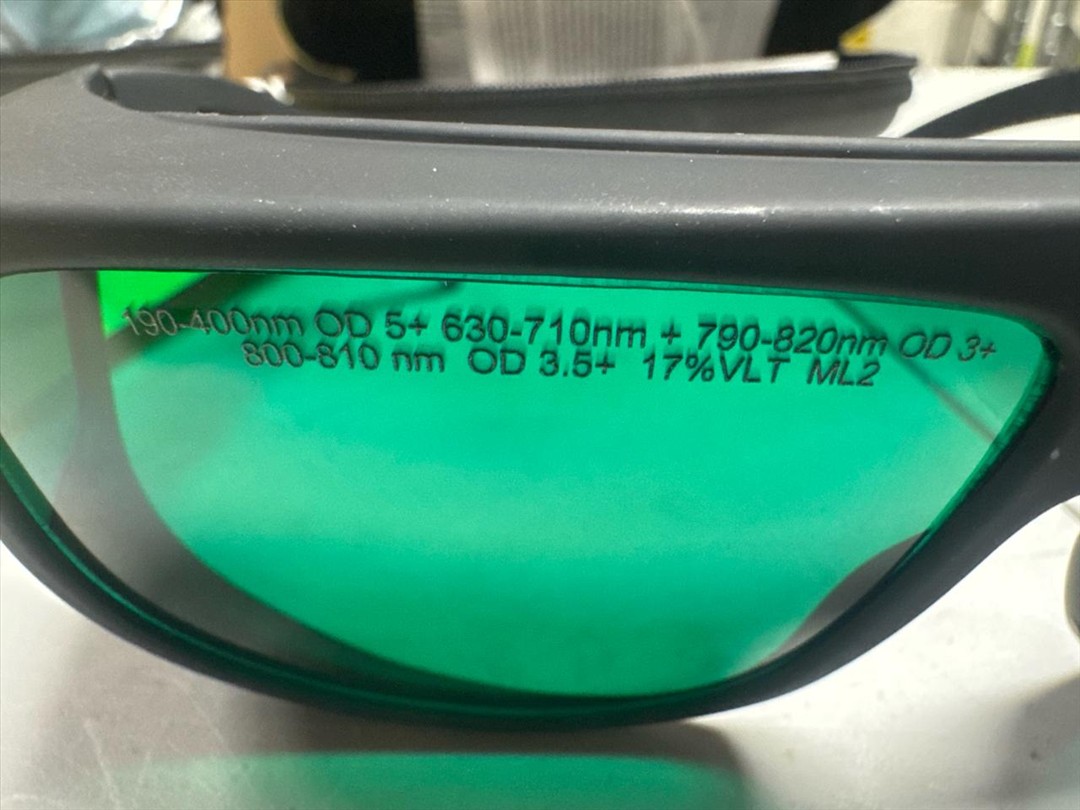 190-400nm OD 5+ 630-710nm + 790-820nm OD 3+
800-810 nm OD 3.5+ 17%VLT ML2